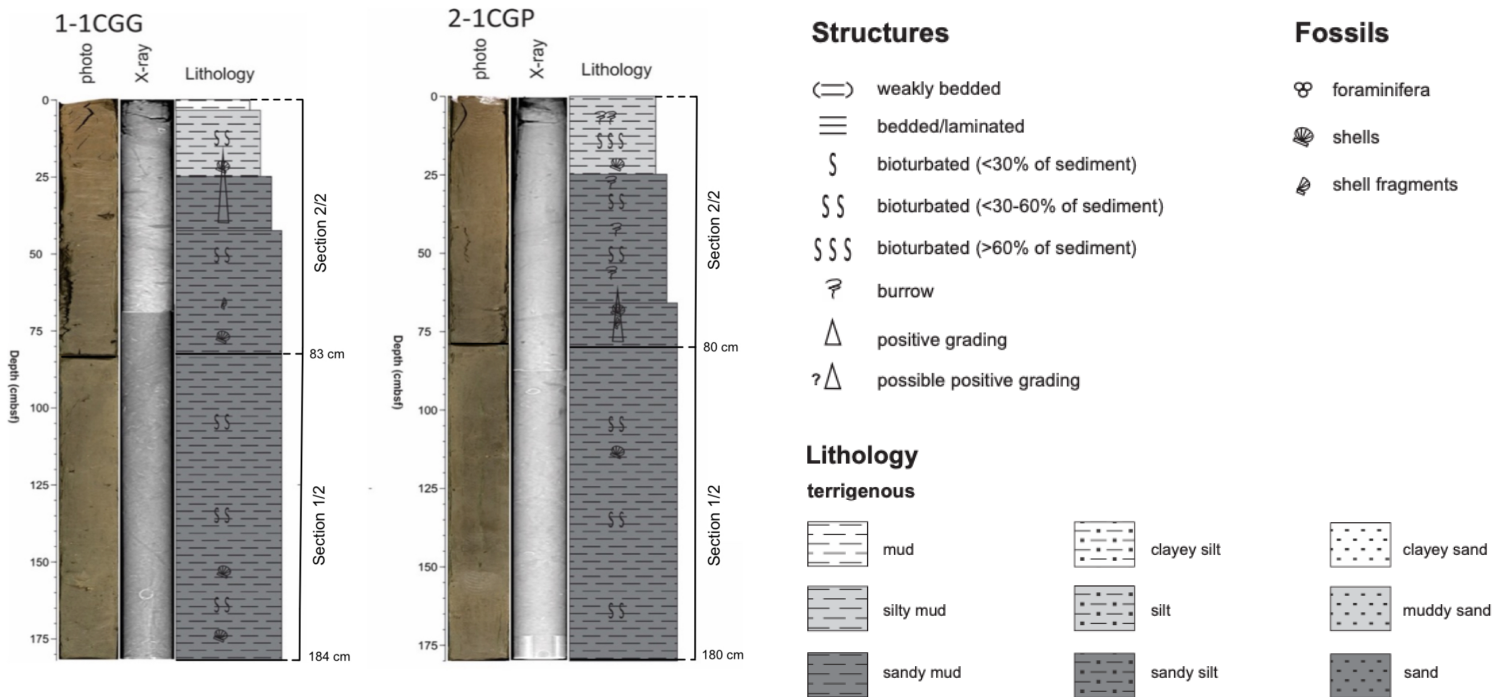 1-1CGG
photo
X-ray
Lithology
0
25
50
75
100
125
150
175
Depth (cmbsf)
Section 2/2
83 cm
Section 1/2
184 cm
2-1CGP
photo
X-ray
Lithology
0
25
50
75
100
125
150
175
Depth (cmbsf)
Section 2/2
80 cm
Section 1/2
180 cm
Structures
weakly bedded
bedded/laminated
bioturbated (<30% of sediment)
bioturbated (<30-60% of sediment)
bioturbated (>60% of sediment)
burrow
positive grading
? possible positive grading
Fossils
foraminifera
shells
shell fragments
Lithology
terrigenous
mud
clayey silt
clayey sand
silty mud
silt
muddy sand
sandy mud
sandy silt
sand